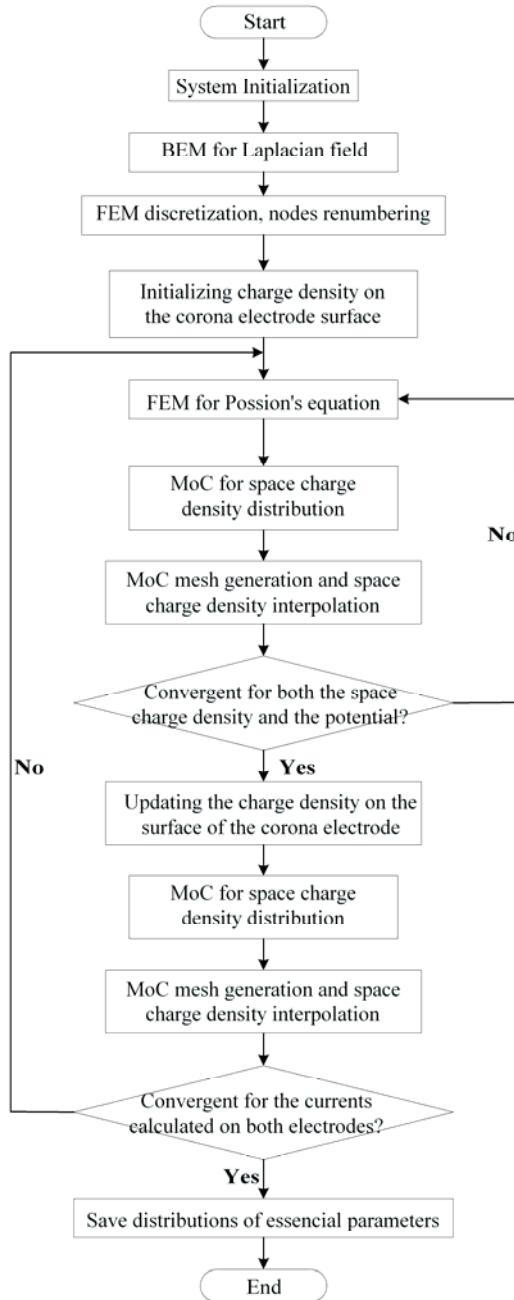 Start
System Initialization
BEM for Laplacian field
FEM discretization, nodes renumbering
Initializing charge density on
the corona electrode surface
FEM for Possion's equation
MoC for space charge
density distribution
No
MoC mesh generation and space
charge density interpolation
Convergent for both the space
charge density and the potential?
No
Yes
Updating the charge density on the
surface of the corona electrode
MoC for space charge
density distribution
MoC mesh generation and space
charge density interpolation
Convergent for the currents
calculated on both electrodes?
Yes
Save distributions of essencial parameters
End